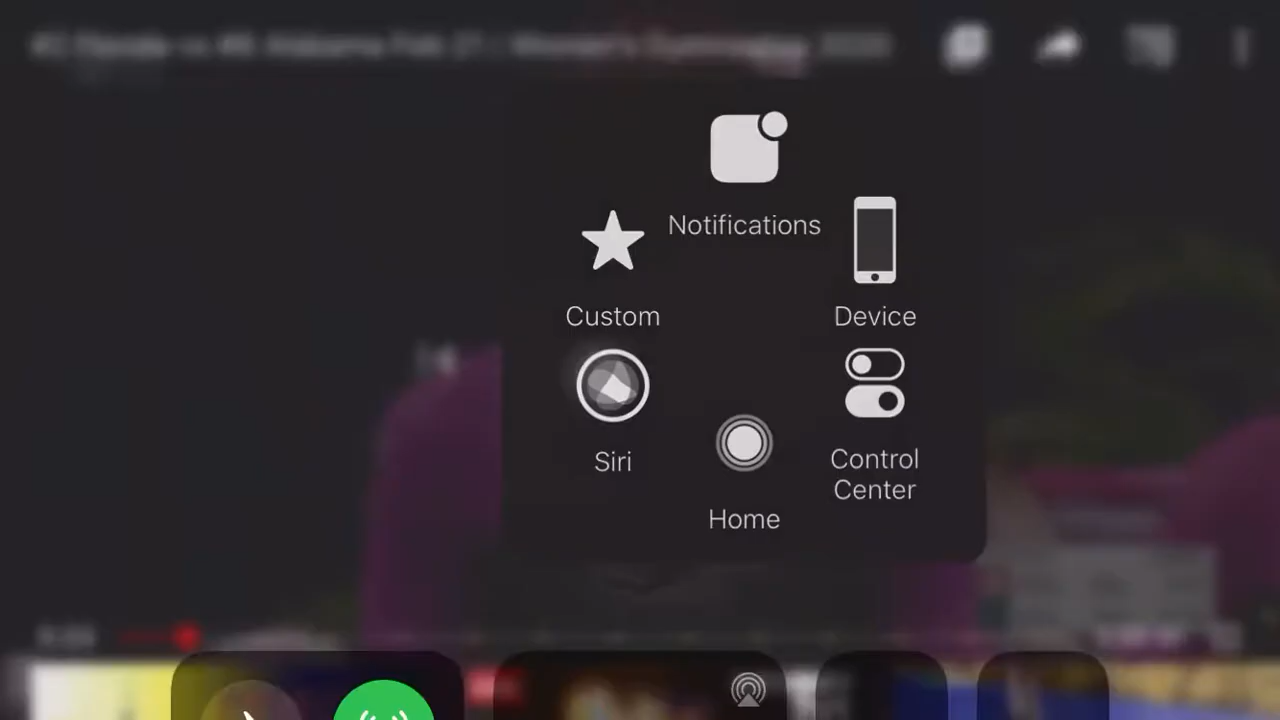 Notifications
Custom
Device
Siri
Control
Center
Home